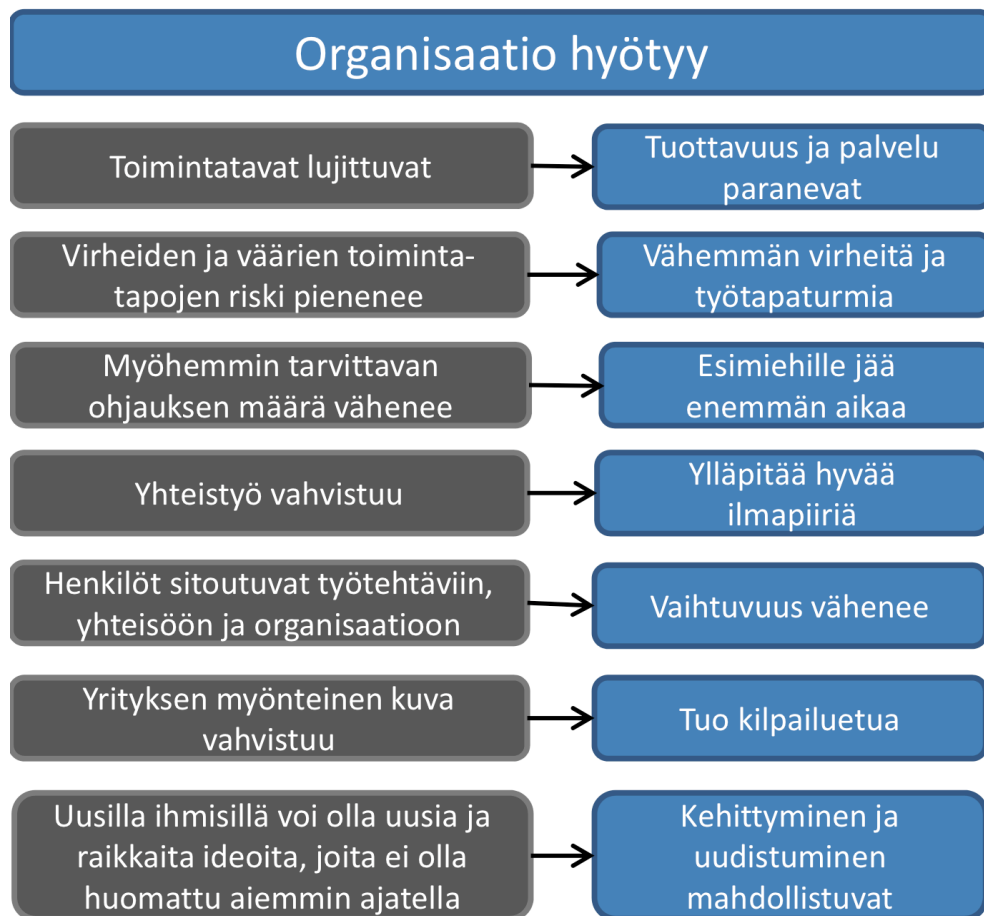 Organisaatio hyötyy
Toimintatavat lujittuvat
Tuottavuus ja palvelu
paranevat
Virheiden ja väärien toiminta-
tapojen riski pienenee
Vähemmän virheitä ja
työtapaturmia
Myöhemmin tarvittavan
ohjauksen määrä vähenee
Esimiehille jää
enemmän aikaa
Yhteistyö vahvistuu
Ylläpitää hyvää
ilmapiiriä
Henkilöt sitoutuvat työtehtäviin,
yhteisöön ja organisaatioon
Vaihtuvuus vähenee
Yrityksen myönteinen kuva
vahvistuu
Tuo kilpailuetua
Uusilla ihmisillä voi olla uusia ja
raikkaita ideoita, joita ei olla
huomattu aiemmin ajatella
Kehittyminen ja
uudistuminen
mahdollistuvat